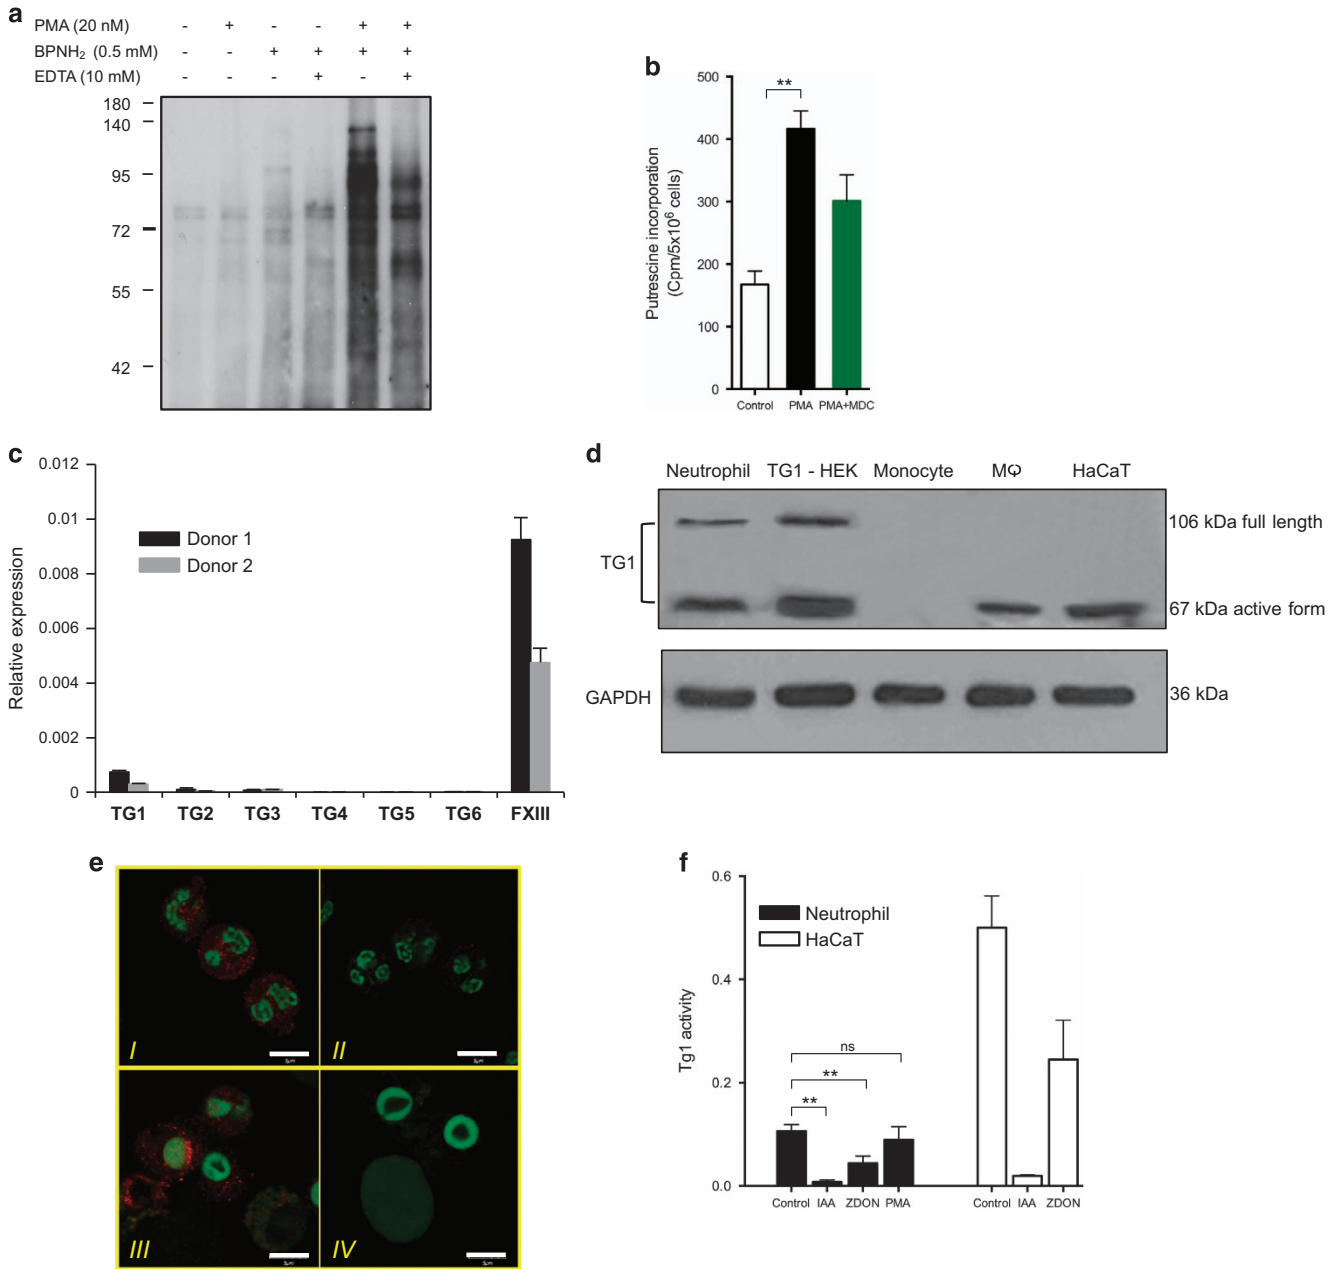 a
PMA (20 nM) - + - - + +
BPNH₂ (0.5 mM) - - + + + +
EDTA (10 mM) - - - + - +
180
140
95
72
55
42
b
500
400
300
200
100
0
Putrescine incorporation
(Cpm/5x10⁶ cells)
**
Control PMA PMA+MDC
c
0.012
0.01
0.008
0.006
0.004
0.002
0
Relative expression
Donor 1
Donor 2
TG1 TG2 TG3 TG4 TG5 TG6 FXIII
d
Neutrophil TG1 - HEK Monocyte MΦ HaCaT
106 kDa full length
TG1
67 kDa active form
GAPDH
36 kDa
e
I
5µm
II
5µm
III
5µm
IV
5µm
f
0.6
0.4
0.2
0.0
Tg1 activity
Neutrophil
HaCaT
ns
**
**
Control IAA ZDON PMA Control IAA ZDON